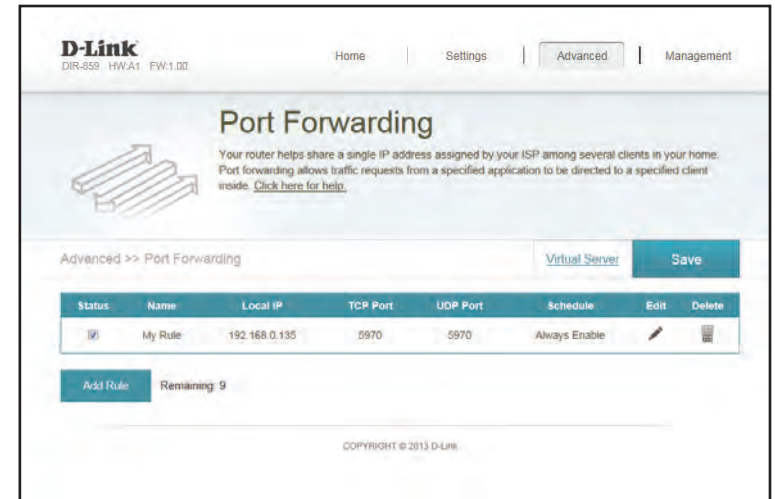 D-Link
DIR-859 HW:A1 FW:1.00
Home Settings Advanced Management
Port Forwarding
Your router helps share a single IP address assigned by your ISP among several clients in your home.
Port forwarding allows traffic requests from a specified application to be directed to a specified client
inside. Click here for help.
Advanced >> Port Forwarding Virtual Server Save
Status Name Local IP TCP Port UDP Port Schedule Edit Delete
My Rule 192.168.0.135 5970 5970 Always Enable
Add Rule Remaining: 9
COPYRIGHT © 2013 D-Link